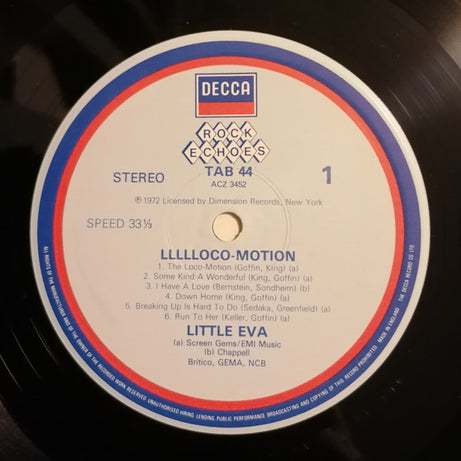 DECCA
ROCK
ECHOES
TAB 44
ACZ 3452
STEREO
1
℗ 1972 Licensed by Dimension Records, New York
SPEED 33⅓
LLLLLOCO-MOTION
1. The Loco-Motion (Goffin, King) (a)
2. Some Kind-A Wonderful (King, Goffin) (a)
3. I Have A Love (Bernstein, Sondheim) (b)
4. Down Home (King, Goffin) (a)
5. Breaking Up Is Hard To Do (Sedaka, Greenfield) (a)
6. Run To Her (Keller, Goffin) (a)
LITTLE EVA
(a) Screen Gems/EMI Music
(b) Chappell
Britico, GEMA, NCB
ALL RIGHTS OF THE MANUFACTURER AND OF THE OWNER OF THE RECORDED WORK RESERVED UNAUTHORISED HIRING LENDING PUBLIC PERFORMANCE BROADCASTING AND COPYING OF THIS RECORD PROHIBITED MADE IN ENGLAND THE DECCA RECORD CO LTD